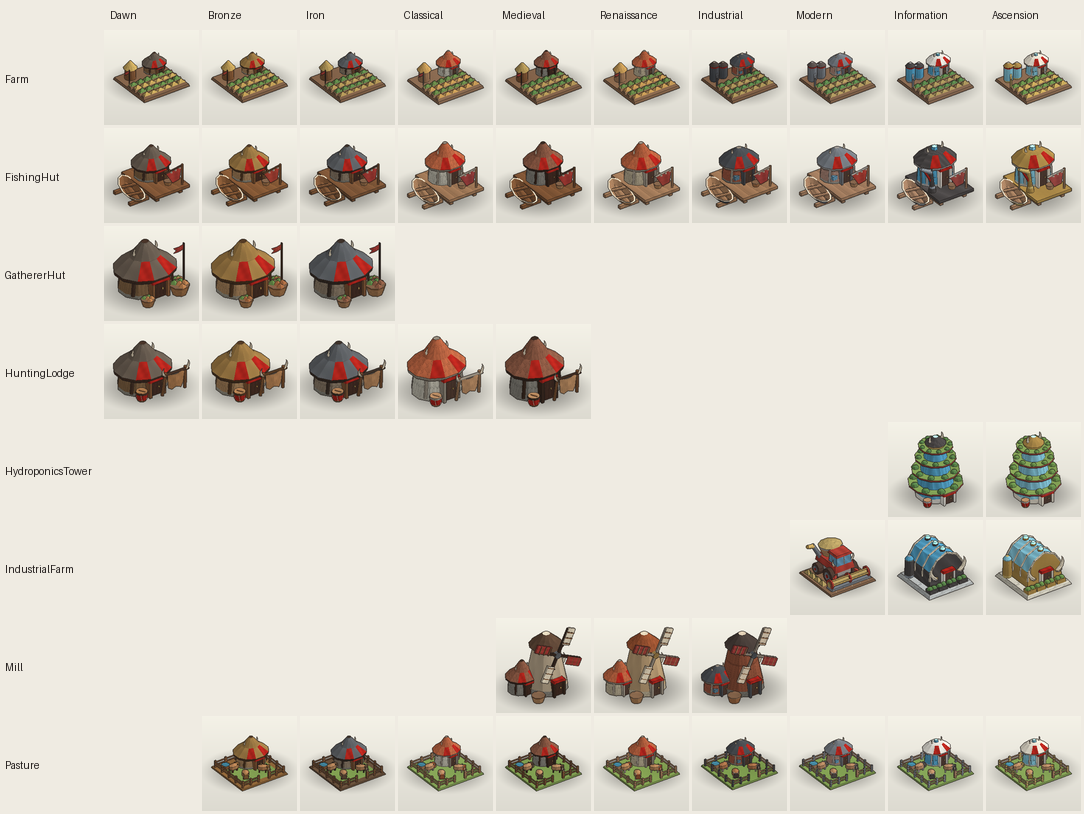 Dawn Bronze Iron Classical Medieval Renaissance Industrial Modern Information Ascension
Farm
FishingHut
GathererHut
HuntingLodge
HydroponicsTower
IndustrialFarm
Mill
Pasture